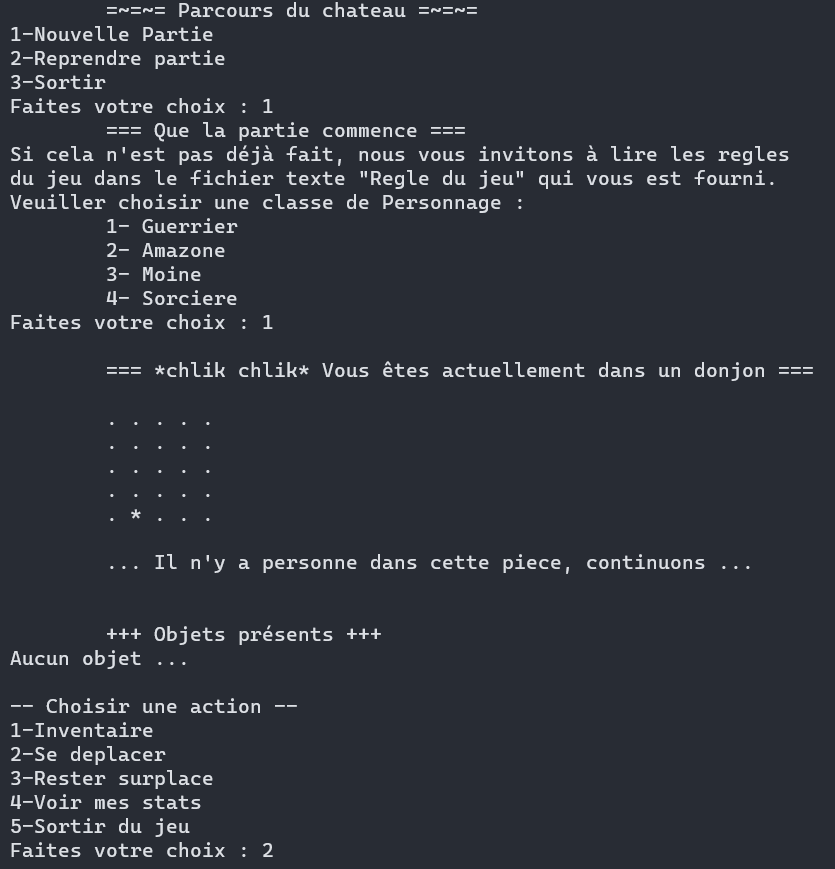 =~=~= Parcours du chateau =~=~=
1-Nouvelle Partie
2-Reprendre partie
3-Sortir
Faites votre choix : 1
=== Que la partie commence ===
Si cela n'est pas déjà fait, nous vous invitons à lire les regles
du jeu dans le fichier texte "Regle du jeu" qui vous est fourni.
Veuiller choisir une classe de Personnage :
1- Guerrier
2- Amazone
3- Moine
4- Sorciere
Faites votre choix : 1
=== *chlik chlik* Vous êtes actuellement dans un donjon ===
. . . . .
. . . . .
. . . . .
. . . . .
. * . . .
... Il n'y a personne dans cette piece, continuons ...
+++ Objets présents +++
Aucun objet ...
-- Choisir une action --
1-Inventaire
2-Se deplacer
3-Rester surplace
4-Voir mes stats
5-Sortir du jeu
Faites votre choix : 2